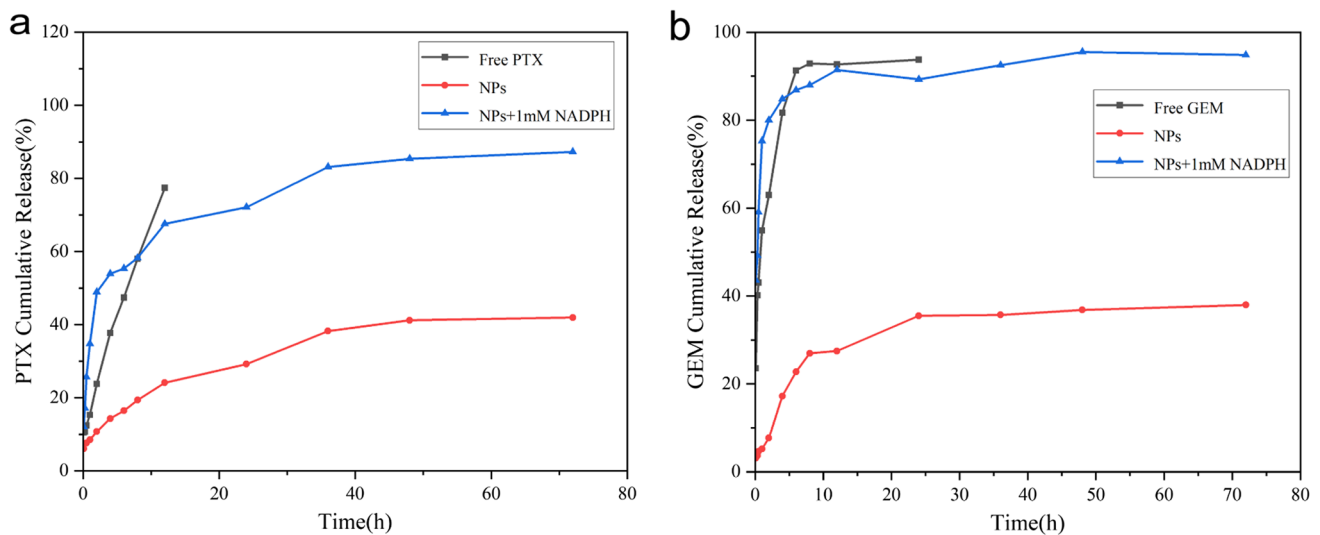 a
120
100
80
60
40
20
0
PTX Cumulative Release(%)
Free PTX
NPs
NPs+1mM NADPH
0 20 40 60 80
Time(h)
b
100
80
60
40
20
0
GEM Cumulative Release(%)
Free GEM
NPs
NPs+1mM NADPH
0 10 20 30 40 50 60 70 80
Time(h)